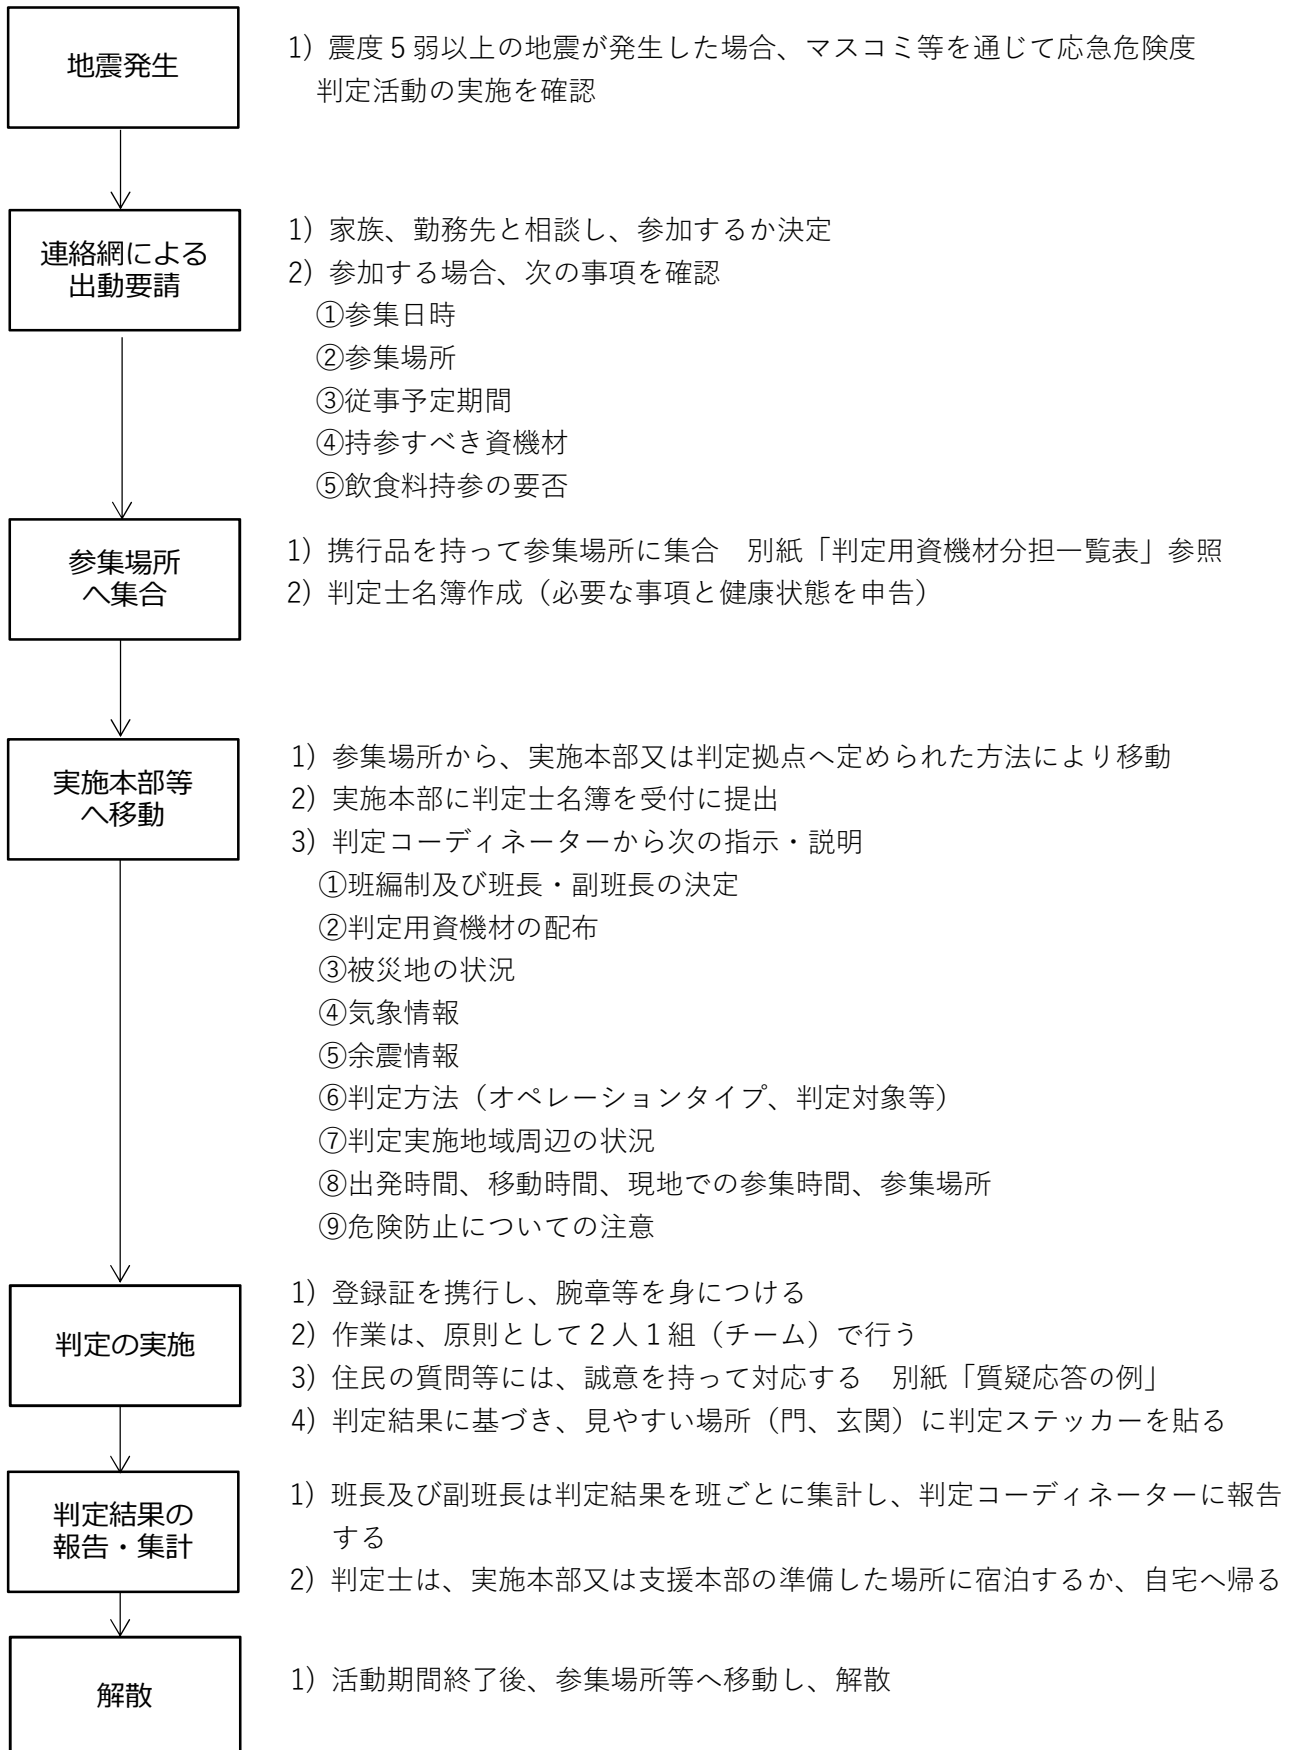 地震発生
1）震度５弱以上の地震が発生した場合、マスコミ等を通じて応急危険度
判定活動の実施を確認
連絡網による
出動要請
1）家族、勤務先と相談し、参加するか決定
2）参加する場合、次の事項を確認
①参集日時
②参集場所
③従事予定期間
④持参すべき資機材
⑤飲食料持参の要否
参集場所
へ集合
1）携行品を持って参集場所に集合　別紙「判定用資機材分担一覧表」参照
2）判定士名簿作成（必要な事項と健康状態を申告）
実施本部等
へ移動
1）参集場所から、実施本部又は判定拠点へ定められた方法により移動
2）実施本部に判定士名簿を受付に提出
3）判定コーディネーターから次の指示・説明
①班編制及び班長・副班長の決定
②判定用資機材の配布
③被災地の状況
④気象情報
⑤余震情報
⑥判定方法（オペレーションタイプ、判定対象等）
⑦判定実施地域周辺の状況
⑧出発時間、移動時間、現地での参集時間、参集場所
⑨危険防止についての注意
判定の実施
1）登録証を携行し、腕章等を身につける
2）作業は、原則として２人１組（チーム）で行う
3）住民の質問等には、誠意を持って対応する　別紙「質疑応答の例」
4）判定結果に基づき、見やすい場所（門、玄関）に判定ステッカーを貼る
判定結果の
報告・集計
1）班長及び副班長は判定結果を班ごとに集計し、判定コーディネーターに報告
する
2）判定士は、実施本部又は支援本部の準備した場所に宿泊するか、自宅へ帰る
解散
1）活動期間終了後、参集場所等へ移動し、解散